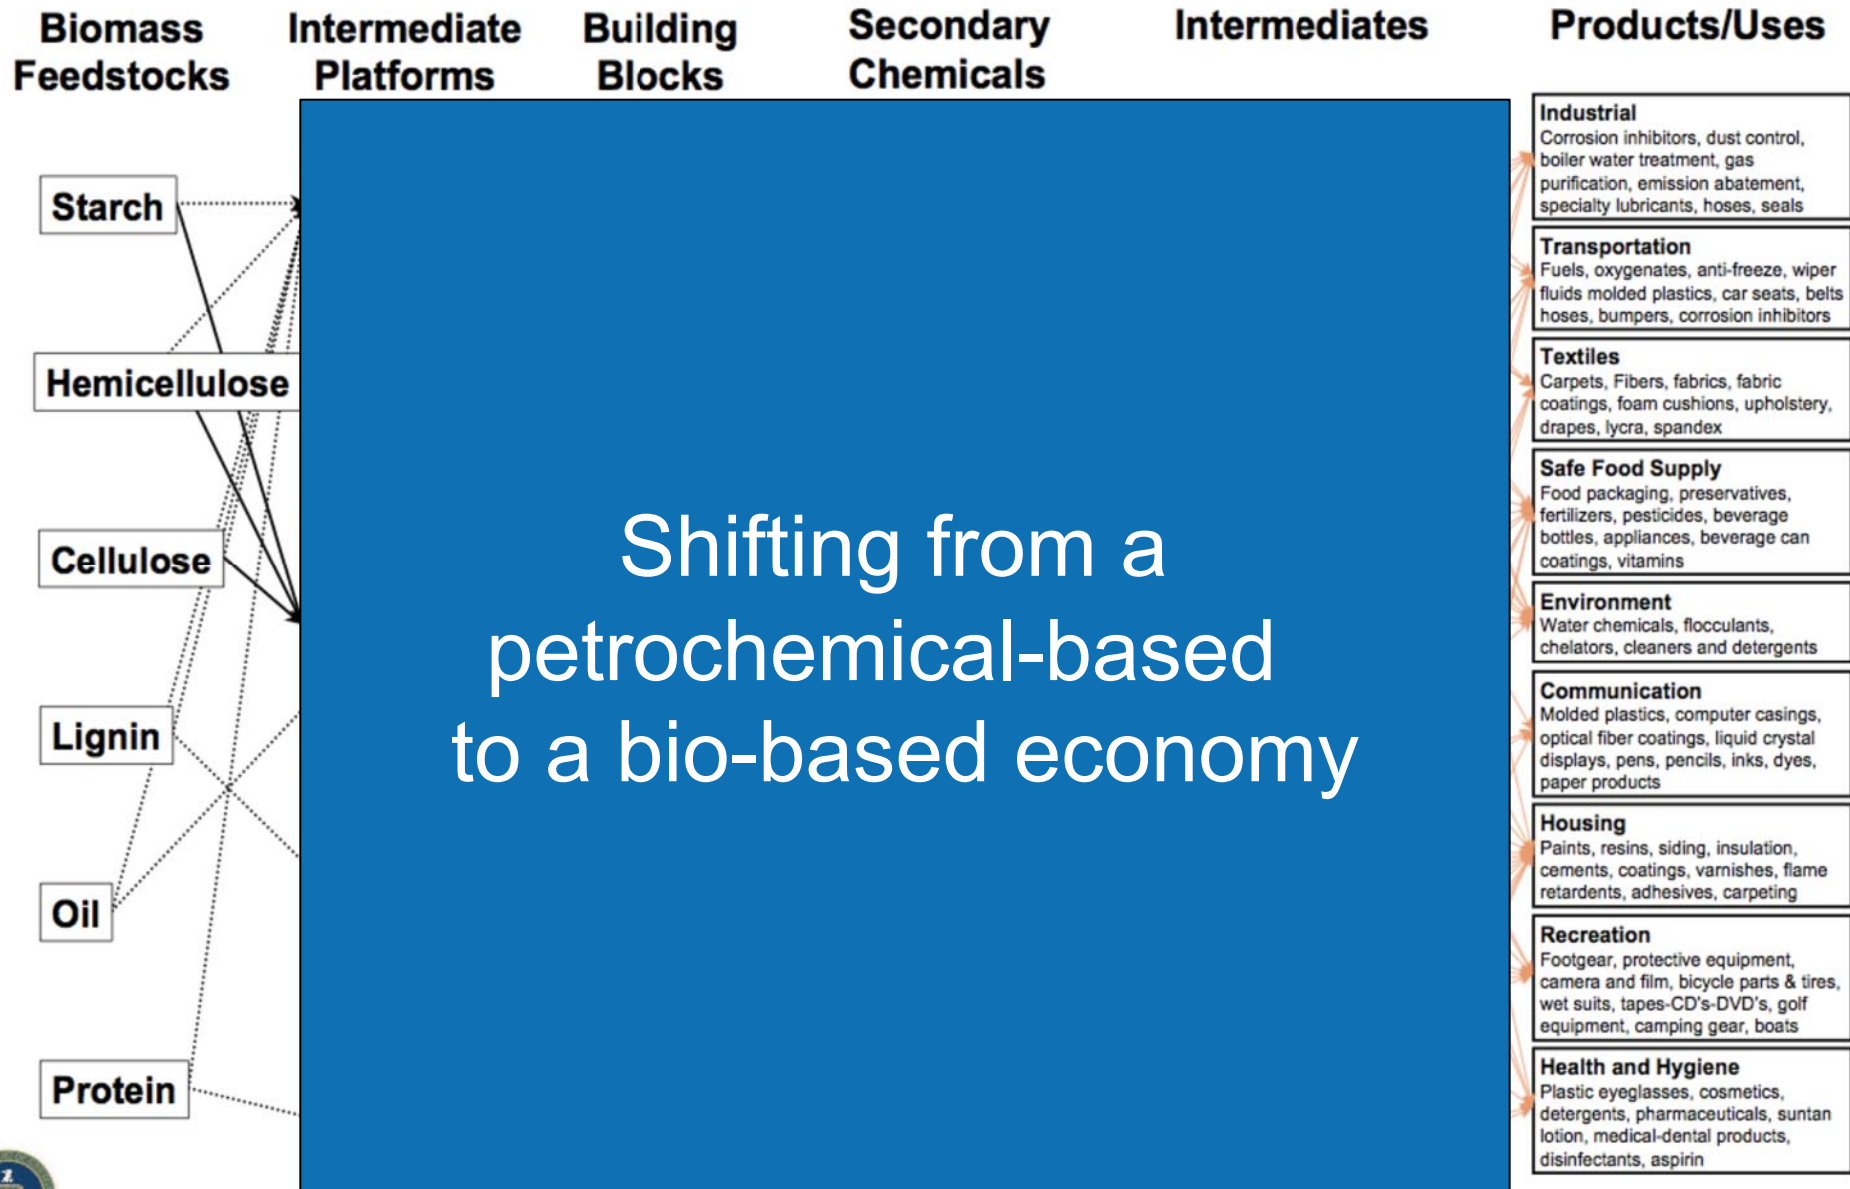 Biomass
Feedstocks
Intermediate
Platforms
Building
Blocks
Secondary
Chemicals
Intermediates
Products/Uses
Starch
Hemicellulose
Cellulose
Lignin
Oil
Protein
Shifting from a
petrochemical-based
to a bio-based economy
Industrial
Corrosion inhibitors, dust control,
boiler water treatment, gas
purification, emission abatement,
specialty lubricants, hoses, seals
Transportation
Fuels, oxygenates, anti-freeze, wiper
fluids molded plastics, car seats, belts
hoses, bumpers, corrosion inhibitors
Textiles
Carpets, Fibers, fabrics, fabric
coatings, foam cushions, upholstery,
drapes, lycra, spandex
Safe Food Supply
Food packaging, preservatives,
fertilizers, pesticides, beverage
bottles, appliances, beverage can
coatings, vitamins
Environment
Water chemicals, flocculants,
chelators, cleaners and detergents
Communication
Molded plastics, computer casings,
optical fiber coatings, liquid crystal
displays, pens, pencils, inks, dyes,
paper products
Housing
Paints, resins, siding, insulation,
cements, coatings, varnishes, flame
retardents, adhesives, carpeting
Recreation
Footgear, protective equipment,
camera and film, bicycle parts & tires,
wet suits, tapes-CD's-DVD's, golf
equipment, camping gear, boats
Health and Hygiene
Plastic eyeglasses, cosmetics,
detergents, pharmaceuticals, suntan
lotion, medical-dental products,
disinfectants, aspirin